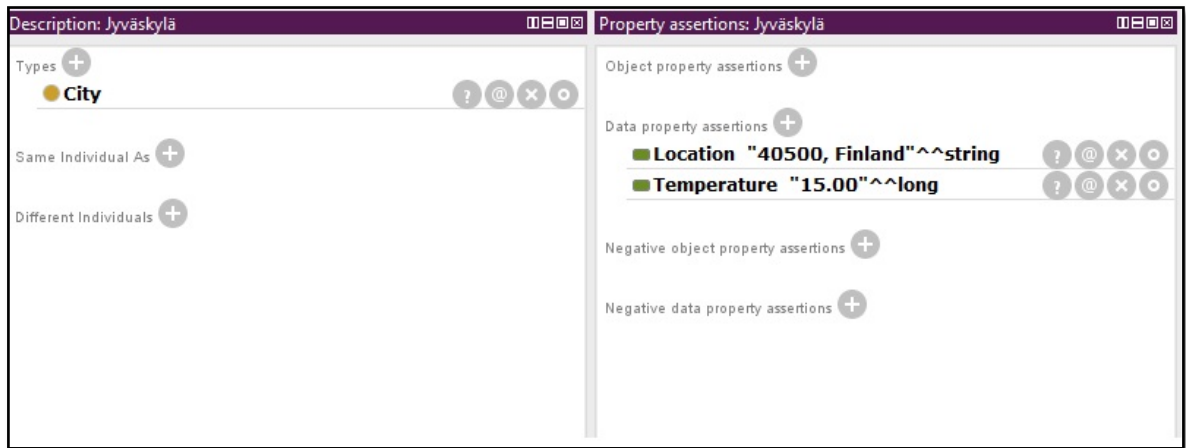 Description: Jyväskylä
Types
City
Same Individual As
Different Individuals
Property assertions: Jyväskylä
Object property assertions
Data property assertions
Location "40500, Finland"^^string
Temperature "15.00"^^long
Negative object property assertions
Negative data property assertions